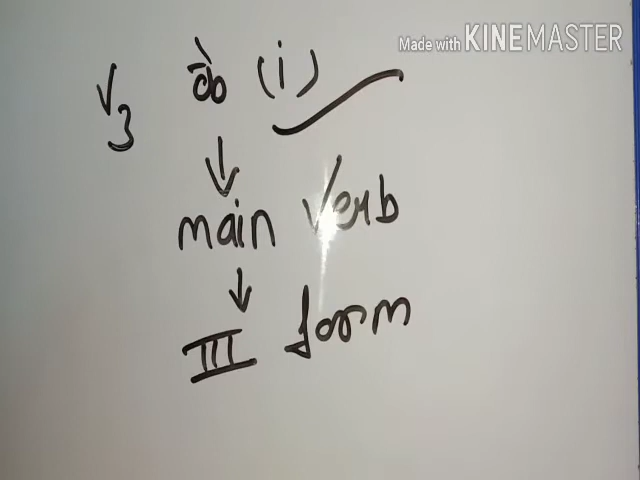 Made with KINEMASTER
V3 के (i)
↓
main Verb
↓
III form